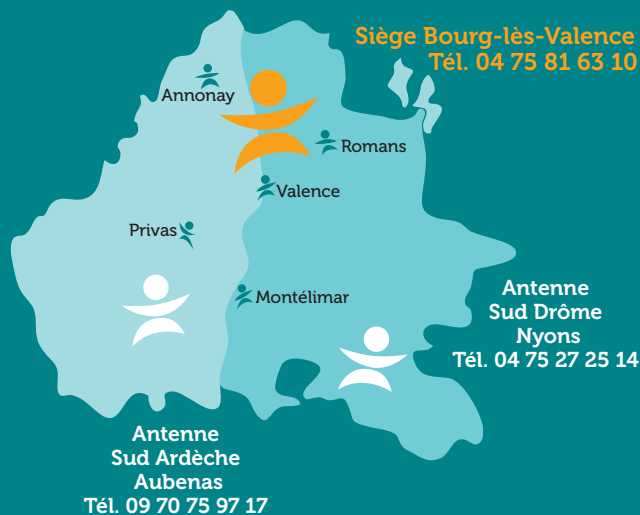 Siège Bourg-lès-Valence
Tél. 04 75 81 63 10
Annonay
Romans
Valence
Privas
Montélimar
Antenne
Sud Drôme
Nyons
Tél. 04 75 27 25 14
Antenne
Sud Ardèche
Aubenas
Tél. 09 70 75 97 17